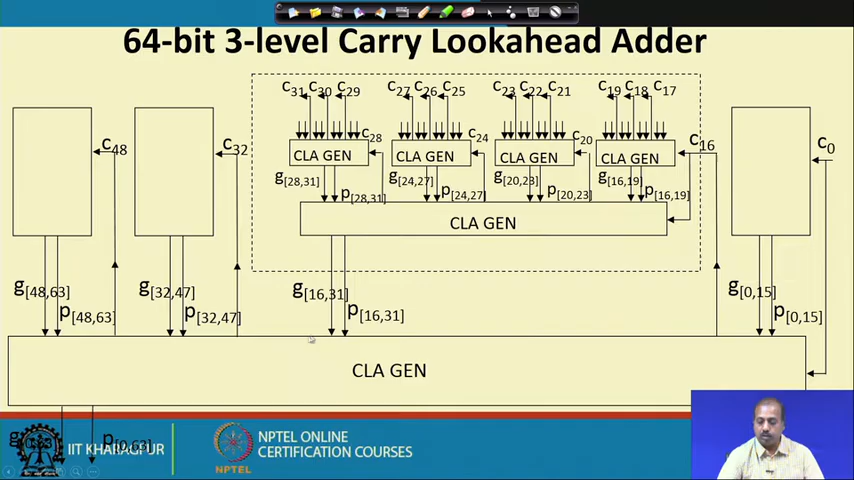 64-bit 3-level Carry Lookahead Adder
c31 c30 c29 c27 c26 c25 c23 c22 c21 c19 c18 c17
c48 c32 c28 c24 c20 c16 c0
CLA GEN CLA GEN CLA GEN CLA GEN
g[28,31] g[24,27] g[20,23] g[16,19]
p[28,31] p[24,27] p[20,23] p[16,19]
CLA GEN
g[48,63] g[32,47] g[16,31] g[0,15]
p[48,63] p[32,47] p[16,31] p[0,15]
CLA GEN
p[0,63]
IIT KHARAGPUR
NPTEL
NPTEL ONLINE
CERTIFICATION COURSES